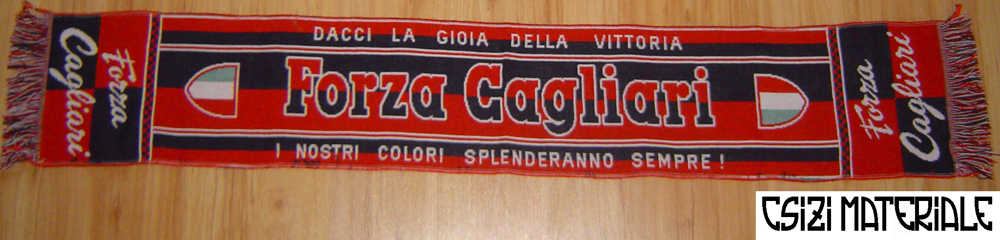 DACCI LA GIOIA DELLA VITTORIA
Forza Cagliari
Forza Cagliari
Forza Cagliari
I NOSTRI COLORI SPLENDERANNO SEMPRE!
CSIZI MATERIALE